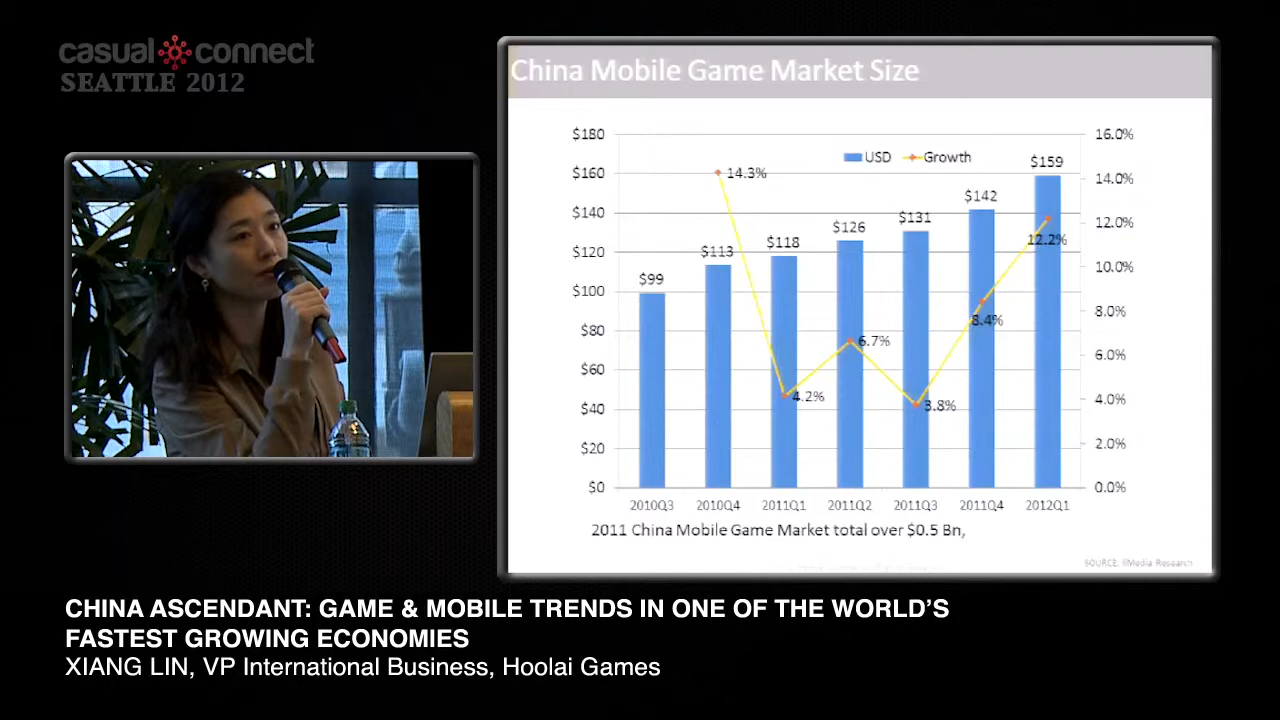 casual connect
SEATTLE 2012
China Mobile Game Market Size
$180
$160
$140
$120
$100
$80
$60
$40
$20
$0
16.0%
14.0%
12.0%
10.0%
8.0%
6.0%
4.0%
2.0%
0.0%
USD
Growth
$99
$113
$118
$126
$131
$142
$159
14.3%
4.2%
6.7%
3.8%
8.4%
12.2%
2010Q3 2010Q4 2011Q1 2011Q2 2011Q3 2011Q4 2012Q1
2011 China Mobile Game Market total over $0.5 Bn,
SOURCE: iiMedia Research
CHINA ASCENDANT: GAME & MOBILE TRENDS IN ONE OF THE WORLD'S
FASTEST GROWING ECONOMIES
XIANG LIN, VP International Business, Hoolai Games